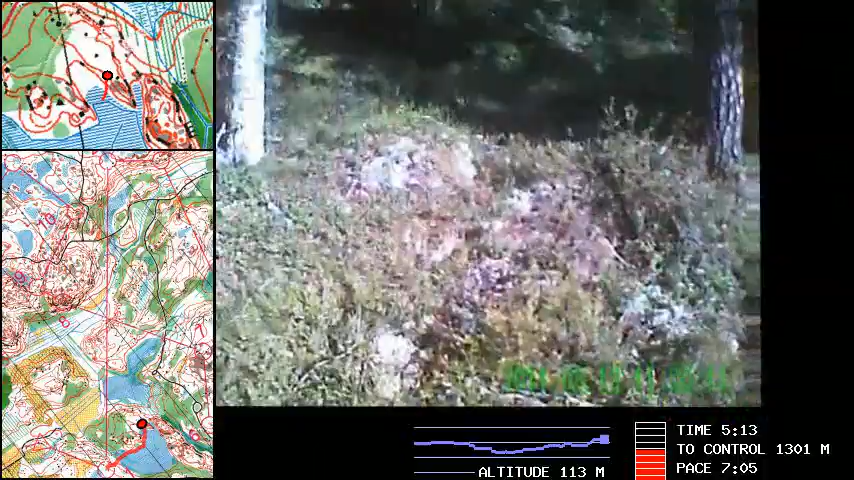 TIME 5:13
TO CONTROL 1301 M
PACE 7:05
ALTITUDE 113 M